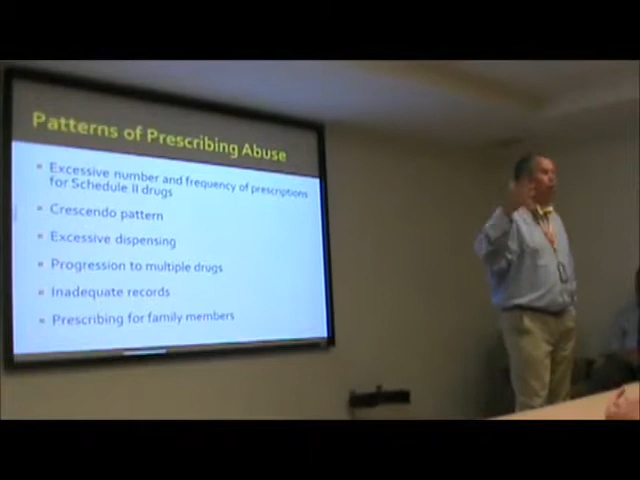 Patterns of Prescribing Abuse
Excessive number and frequency of prescriptions
for Schedule II drugs
Crescendo pattern
Excessive dispensing
Progression to multiple drugs
Inadequate records
Prescribing for family members